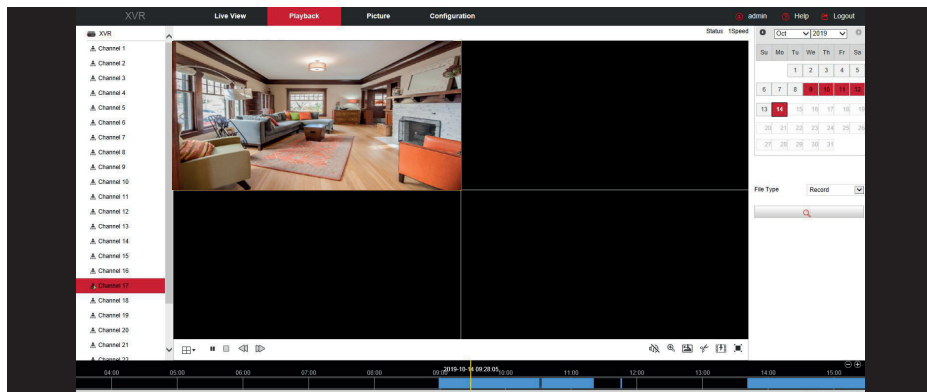 XVR Live View Playback Picture Configuration admin Help Logout
XVR
Channel 1
Channel 2
Channel 3
Channel 4
Channel 5
Channel 6
Channel 7
Channel 8
Channel 9
Channel 10
Channel 11
Channel 12
Channel 13
Channel 14
Channel 15
Channel 16
Channel 17
Channel 18
Channel 19
Channel 20
Channel 21
Channel 22
Status 1Speed
Oct 2019
Su Mo Tu We Th Fr Sa
1 2 3 4 5
6 7 8 9 10 11 12
13 14 15 16 17 18 19
20 21 22 23 24 25 26
27 28 29 30 31
File Type Record
2019-10-14 09:28:05
04:00 05:00 06:00 07:00 08:00 09:00 10:00 11:00 12:00 13:00 14:00 15:00